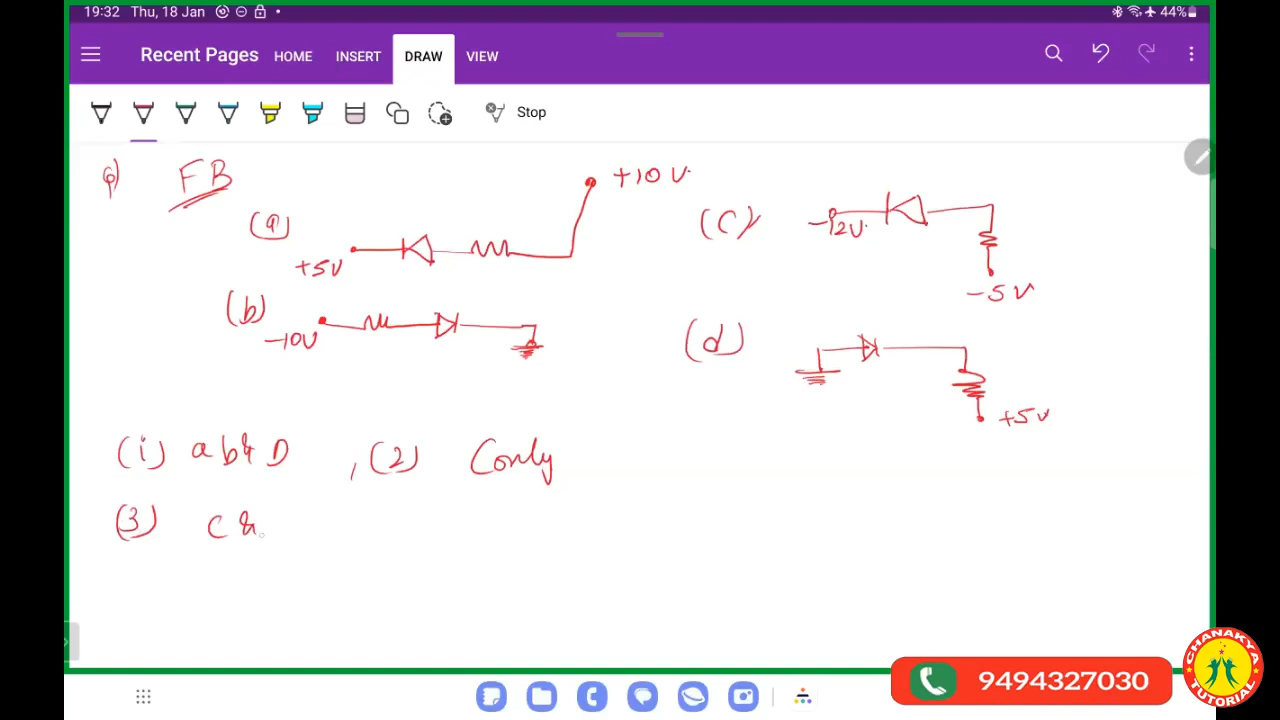 19:32 Thu, 18 Jan 44%
Recent Pages HOME INSERT DRAW VIEW
Stop
Q) FB
(a) +5V +10V
(b) -10V
(C) -12V -5V
(d) +5V
(i) a b & D , (2) C only
(3) C &
9494327030
CHANAKYA TUTORIAL